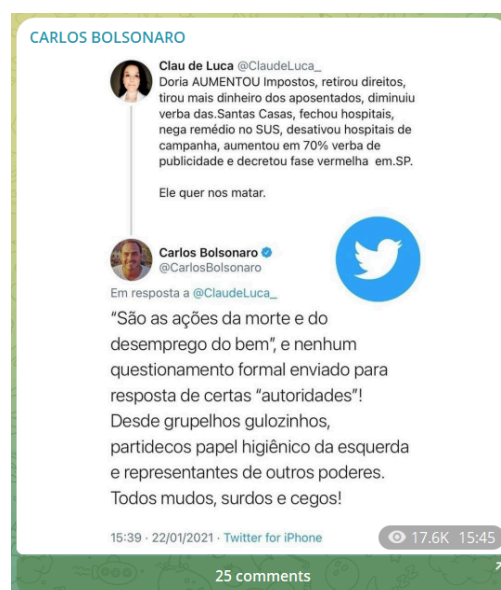 CARLOS BOLSONARO
Clau de Luca @ClaudeLuca_
Doria AUMENTOU Impostos, retirou direitos,
tirou mais dinheiro dos aposentados, diminuiu
verba das.Santas Casas, fechou hospitais,
nega remédio no SUS, desativou hospitais de
campanha, aumentou em 70% verba de
publicidade e decretou fase vermelha em.SP.
Ele quer nos matar.
Carlos Bolsonaro
@CarlosBolsonaro
Em resposta a @ClaudeLuca_
“São as ações da morte e do
desemprego do bem”, e nenhum
questionamento formal enviado para
resposta de certas “autoridades”!
Desde grupelhos gulozinhos,
partidecos papel higiênico da esquerda
e representantes de outros poderes.
Todos mudos, surdos e cegos!
15:39 · 22/01/2021 · Twitter for iPhone
17.6K 15:45
25 comments